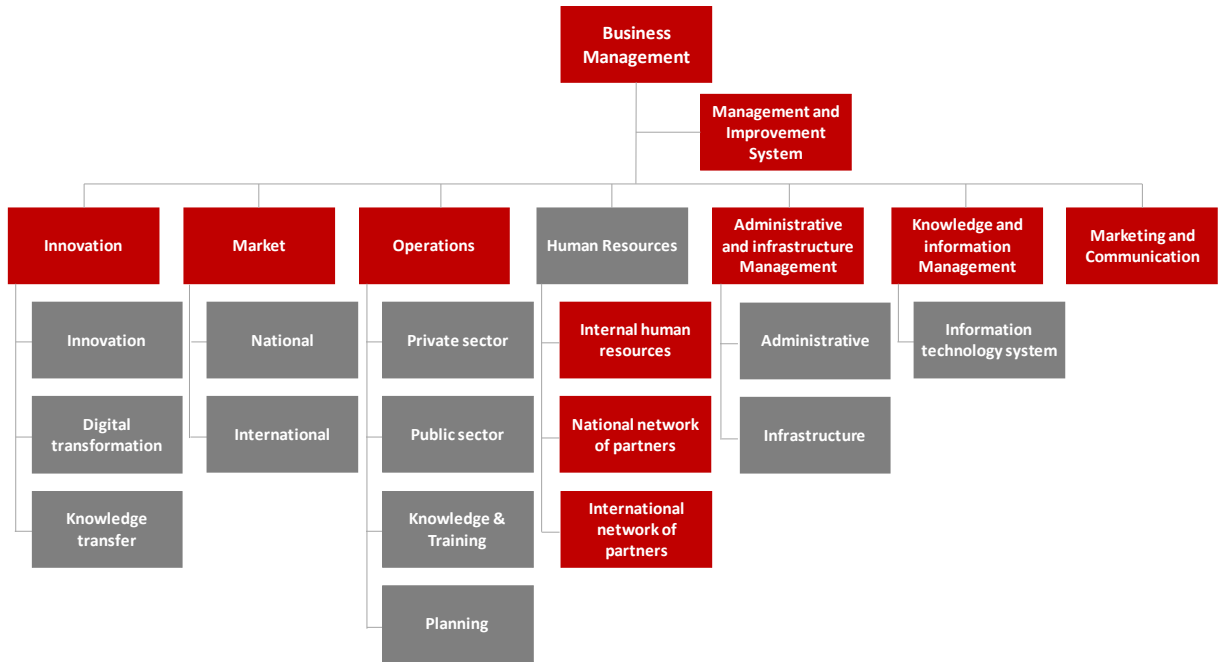 Business
Management
Management and
Improvement
System
Innovation
Market
Operations
Human Resources
Administrative
and infrastructure
Management
Knowledge and
information
Management
Marketing and
Communication
Innovation
Digital
transformation
Knowledge
transfer
National
International
Private sector
Public sector
Knowledge &
Training
Planning
Internal human
resources
National network
of partners
International
network of
partners
Administrative
Infrastructure
Information
technology system